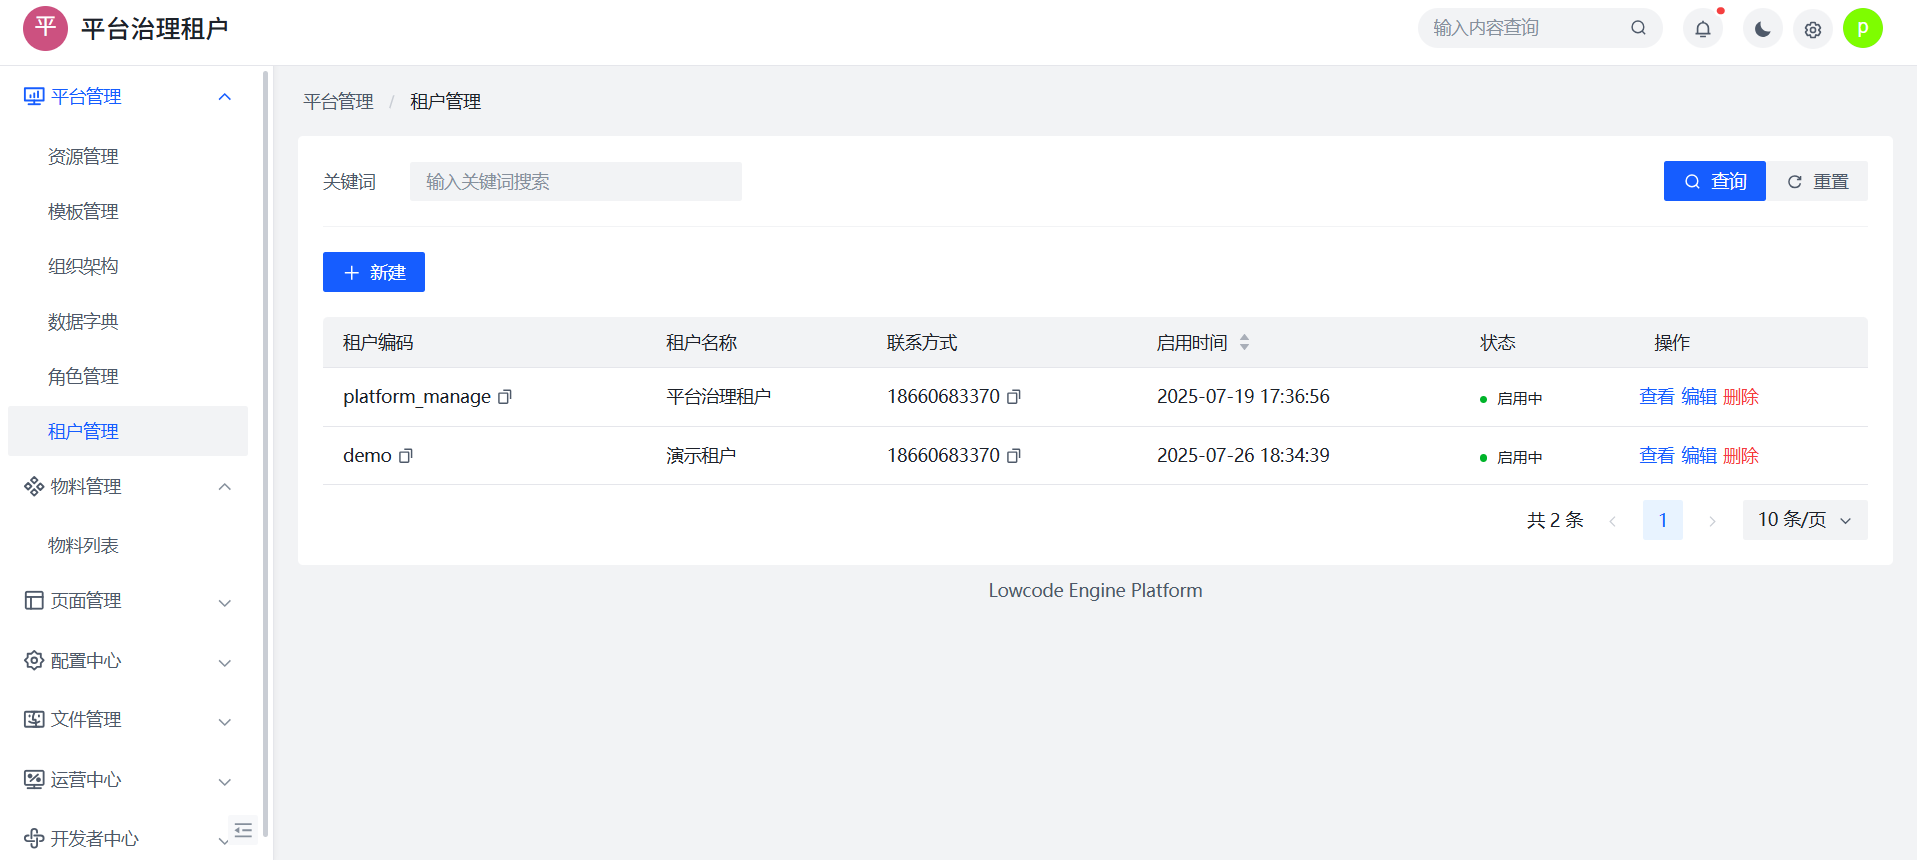 平 平台治理租户
输入内容查询
p
平台管理
资源管理
模板管理
组织架构
数据字典
角色管理
租户管理
物料管理
物料列表
页面管理
配置中心
文件管理
运营中心
开发者中心
平台管理 / 租户管理
关键词 输入关键词搜索 查询 重置
新建
租户编码 租户名称 联系方式 启用时间 状态 操作
platform_manage 平台治理租户 18660683370 2025-07-19 17:36:56 启用中 查看 编辑 删除
demo 演示租户 18660683370 2025-07-26 18:34:39 启用中 查看 编辑 删除
共 2 条 1 10 条/页
Lowcode Engine Platform